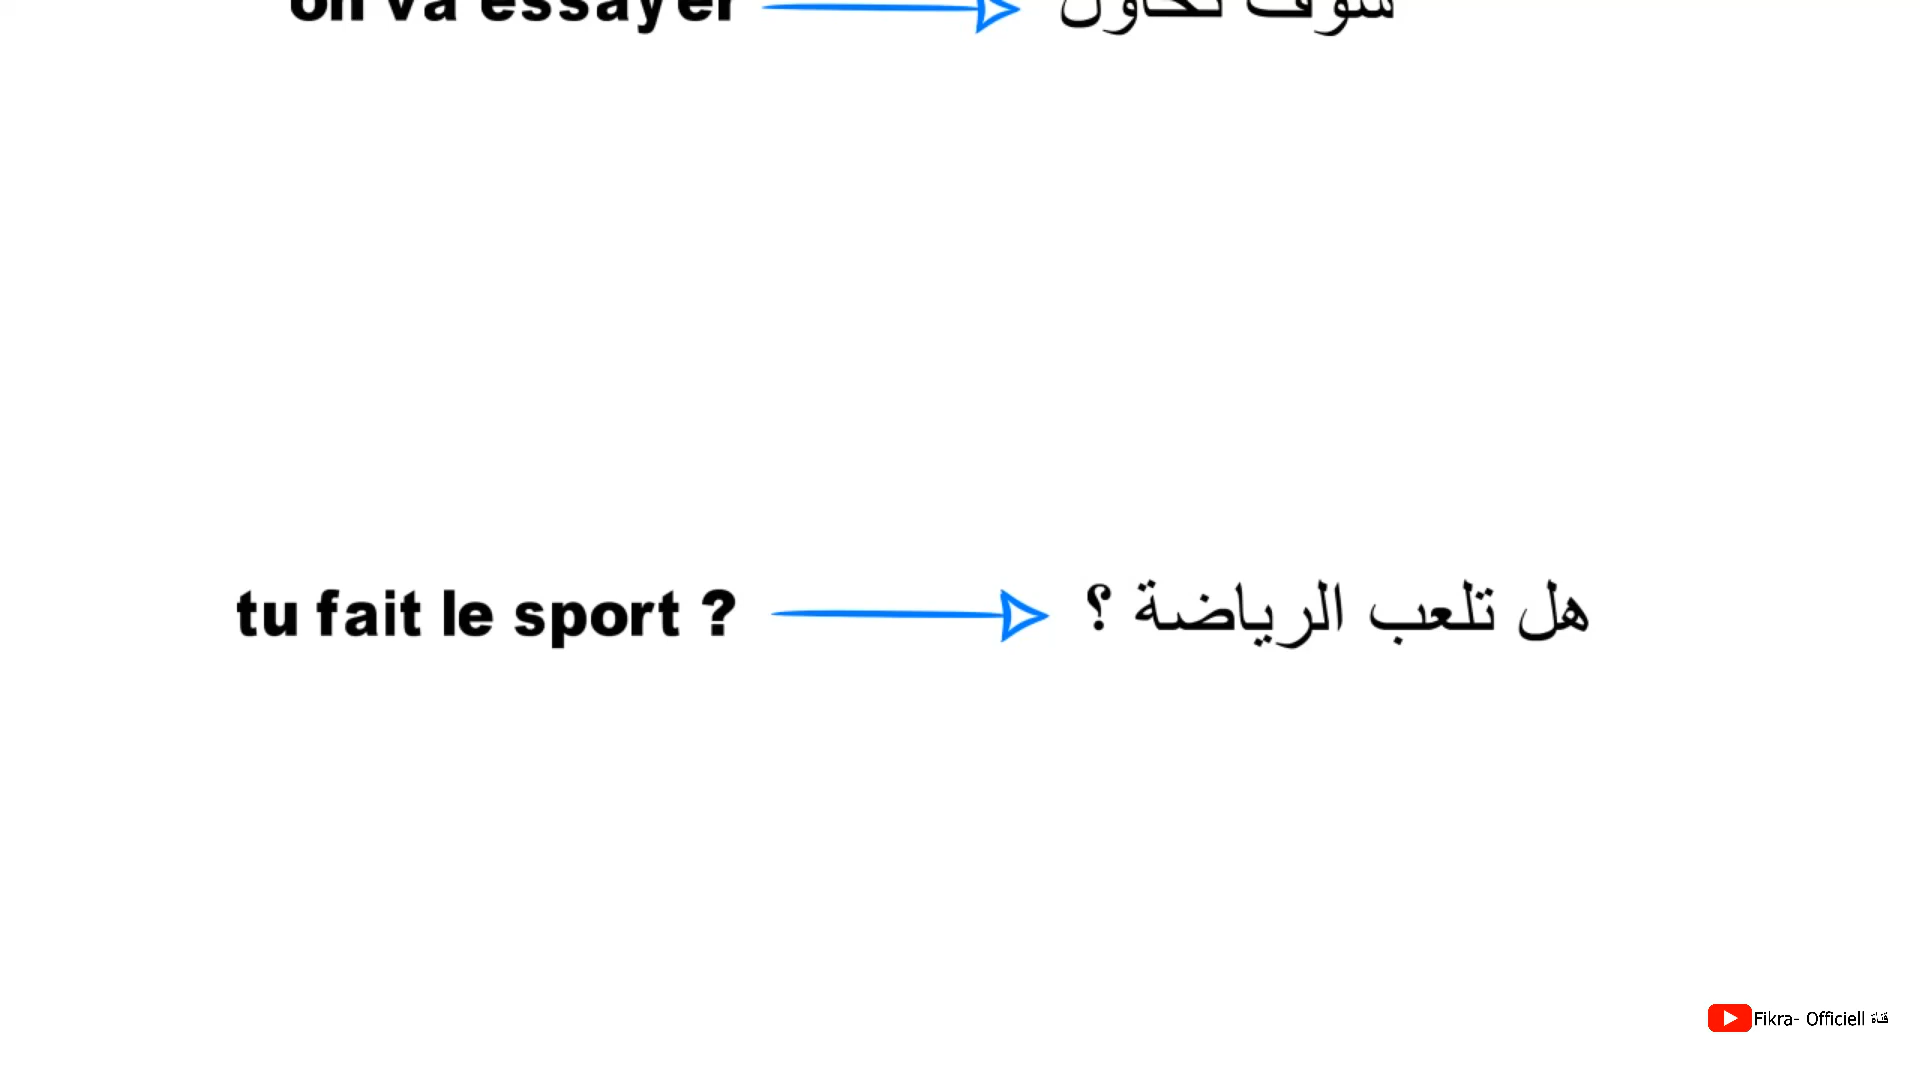 on va essayer سوف نحاول
tu fait le sport ? هل تلعب الرياضة ؟
Fikra- Officiell قناة